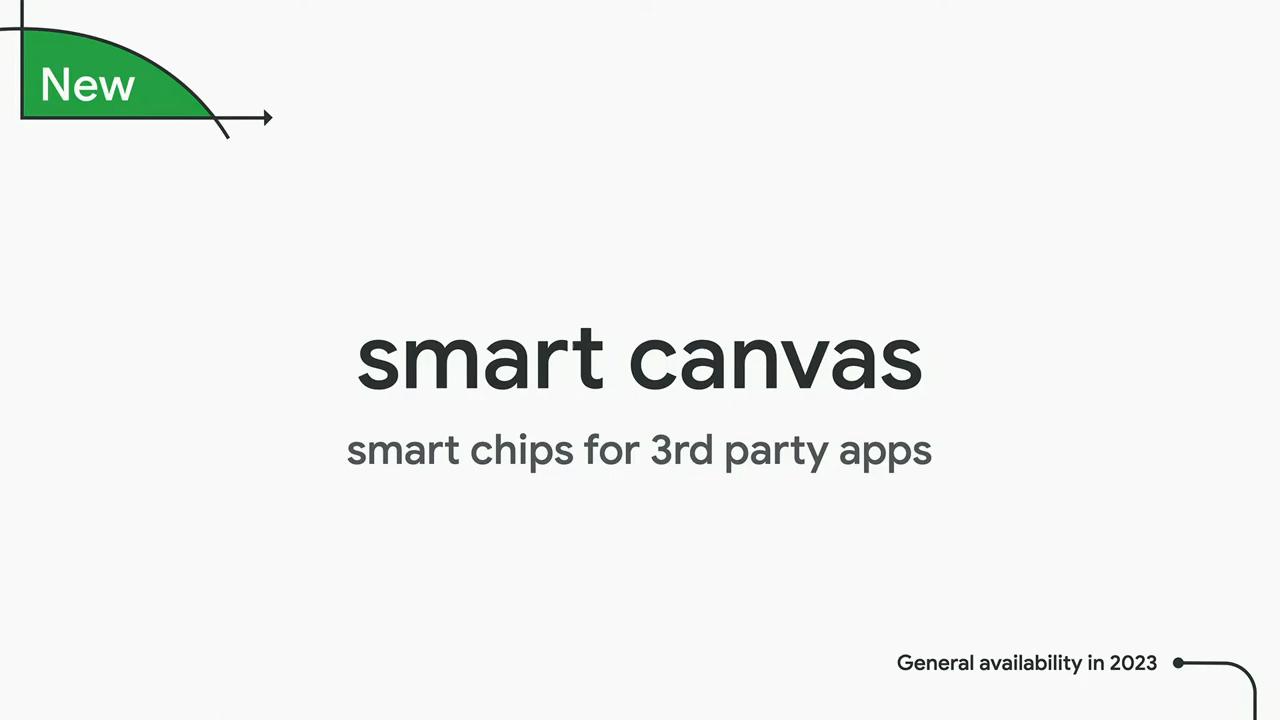 New
smart canvas
smart chips for 3rd party apps
General availability in 2023